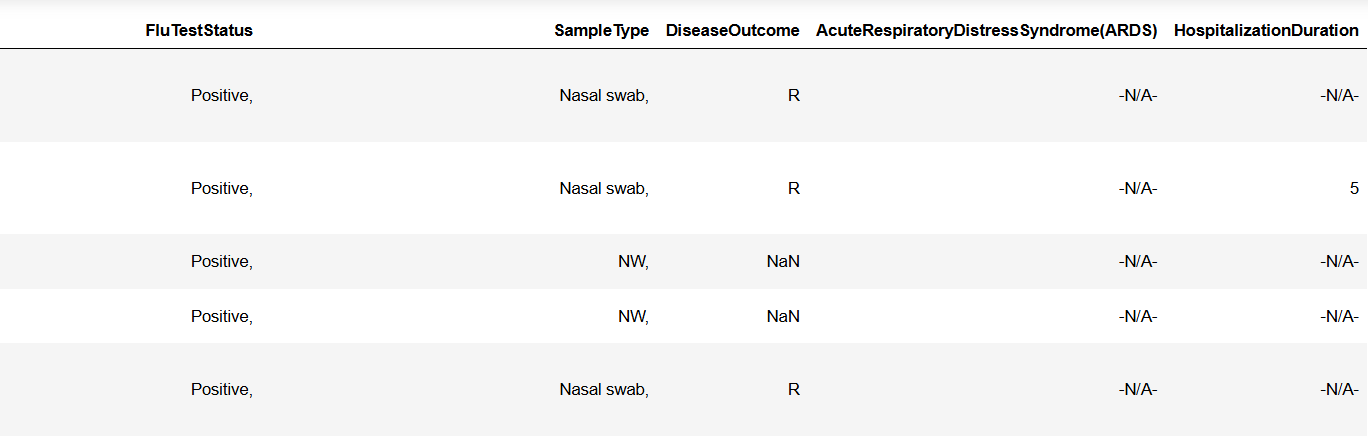 FluTestStatus SampleType DiseaseOutcome AcuteRespiratoryDistressSyndrome(ARDS) HospitalizationDuration
Positive, Nasal swab, R -N/A- -N/A-
Positive, Nasal swab, R -N/A- 5
Positive, NW, NaN -N/A- -N/A-
Positive, NW, NaN -N/A- -N/A-
Positive, Nasal swab, R -N/A- -N/A-